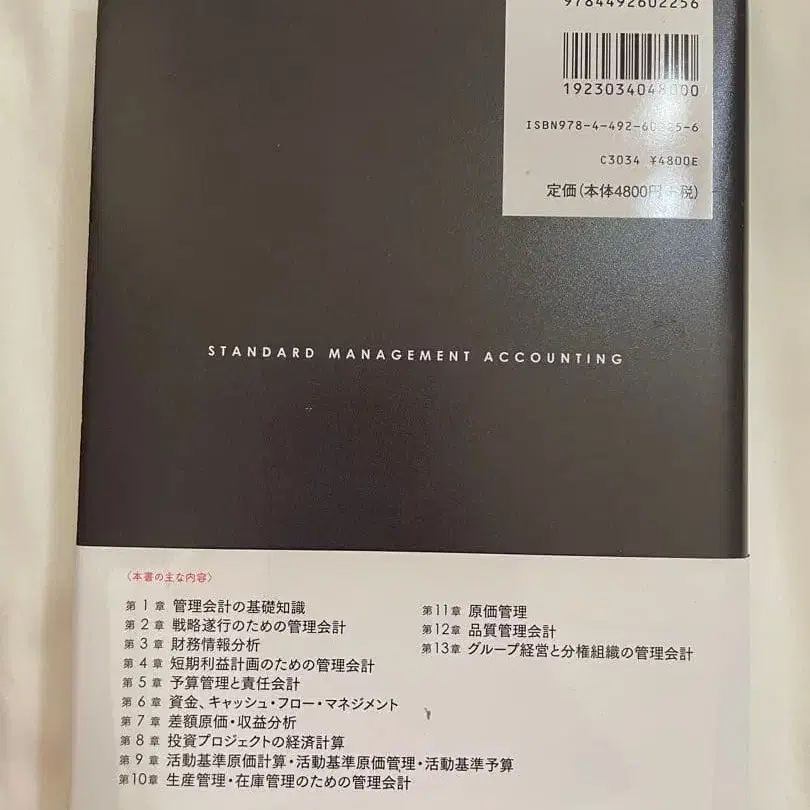 9784492602256
1923034048000
ISBN978-4-492-60225-6
C3034 ¥4800E
定価(本体4800円+税)
STANDARD MANAGEMENT ACCOUNTING
〈本書の主な内容〉
第1章 管理会計の基礎知識
第2章 戦略遂行のための管理会計
第3章 財務情報分析
第4章 短期利益計画のための管理会計
第5章 予算管理と責任会計
第6章 資金、キャッシュ・フロー・マネジメント
第7章 差額原価・収益分析
第8章 投資プロジェクトの経済計算
第9章 活動基準原価計算・活動基準原価管理・活動基準予算
第10章 生産管理・在庫管理のための管理会計
第11章 原価管理
第12章 品質管理会計
第13章 グループ経営と分権組織の管理会計